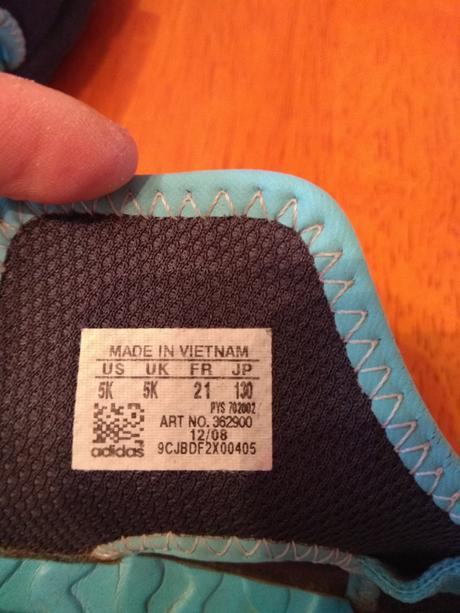 MADE IN VIETNAM
US UK FR JP
5K 5K 21 130
PYS 702002
ART NO. 362900
12/08
adidas 9CJBDF2X00405